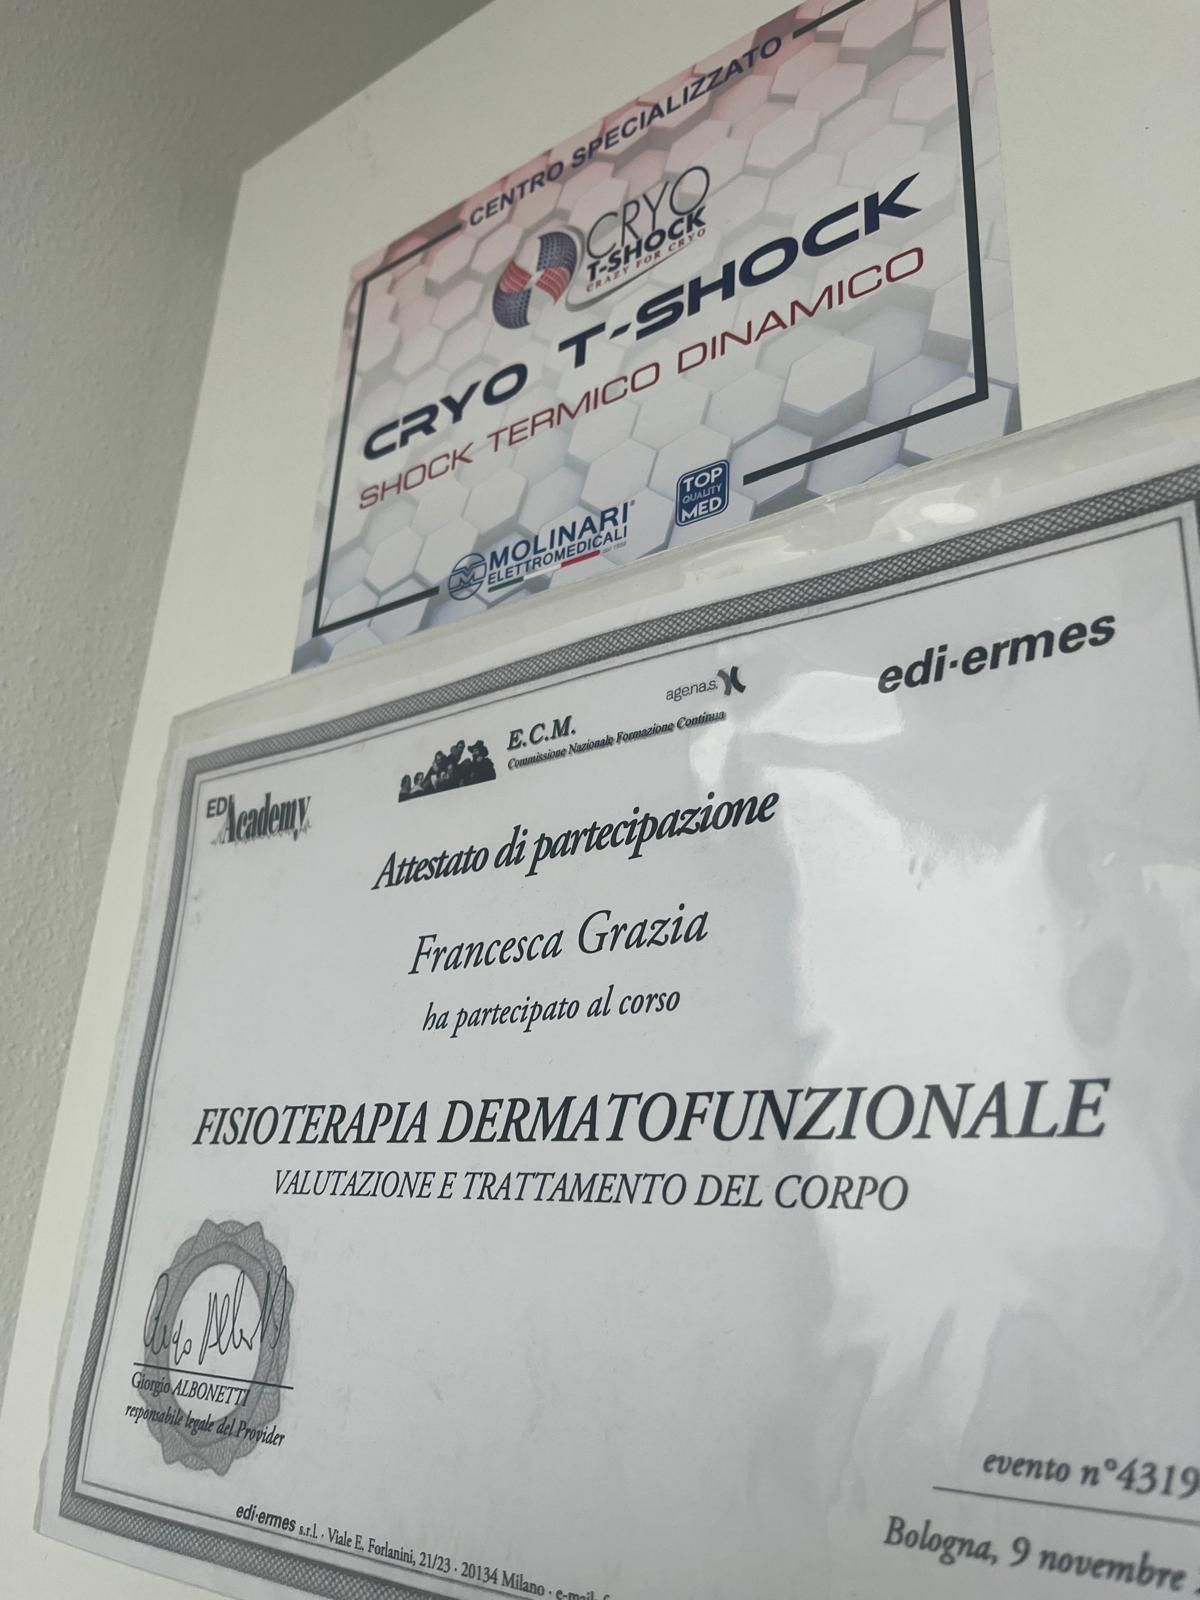 CENTRO SPECIALIZZATO
CRYO
T-SHOCK
CRAZY FOR CRYO
CRYO T-SHOCK
SHOCK TERMICO DINAMICO
MOLINARI®
ELETTROMEDICALI
TOP
QUALITY
MED
edi·ermes
age.na.s.
E.C.M.
Commissione Nazionale Formazione Continua
EDI
Academy
Attestato di partecipazione
Francesca Grazia
ha partecipato al corso
FISIOTERAPIA DERMATOFUNZIONALE
VALUTAZIONE E TRATTAMENTO DEL CORPO
Giorgio ALBONETTI
responsabile legale del Provider
evento n°4319
Bologna, 9 novembre
edi·ermes s.r.l. · Viale E. Forlanini, 21/23 · 20134 Milano · e-mail: